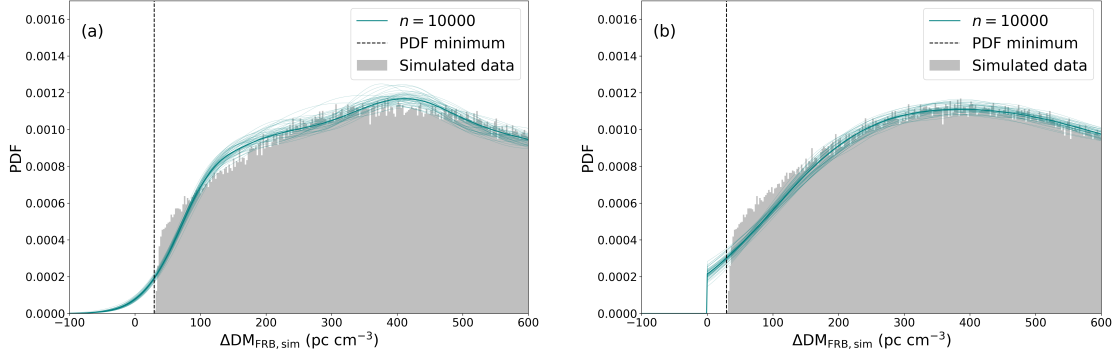 (a)
n = 10000
PDF minimum
Simulated data
PDF
0.0016
0.0014
0.0012
0.0010
0.0008
0.0006
0.0004
0.0002
0.0000
−100 0 100 200 300 400 500 600
ΔDM_FRB, sim (pc cm⁻³)
(b)
n = 10000
PDF minimum
Simulated data
PDF
0.0016
0.0014
0.0012
0.0010
0.0008
0.0006
0.0004
0.0002
0.0000
−100 0 100 200 300 400 500 600
ΔDM_FRB, sim (pc cm⁻³)